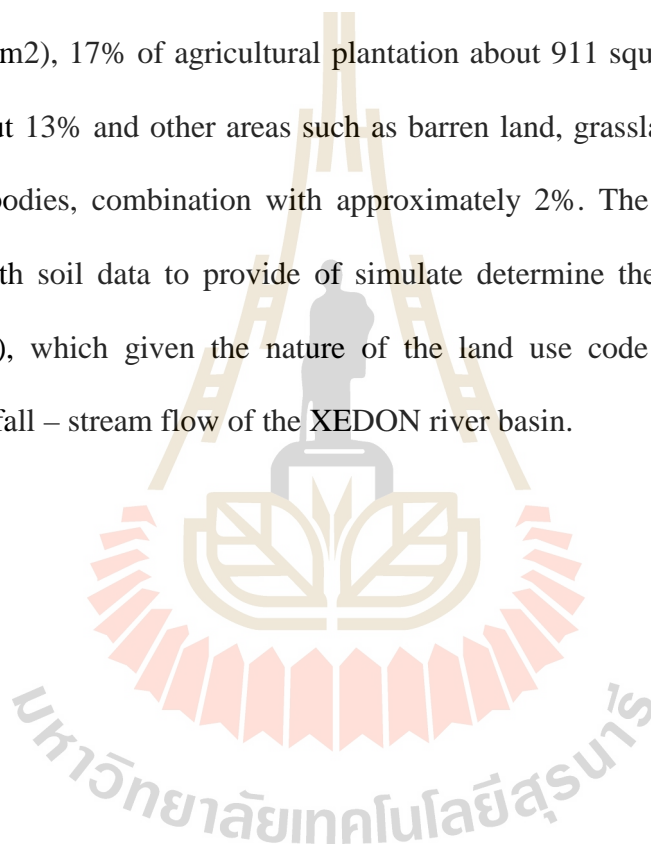 m2), 17% of agricultural plantation about 911 squ
ut 13% and other areas such as barren land, grassla
bodies, combination with approximately 2%. The
th soil data to provide of simulate determine the
), which given the nature of the land use code
fall – stream flow of the XEDON river basin.
มหาวิทยาลัยเทคโนโลยีสุรนารี